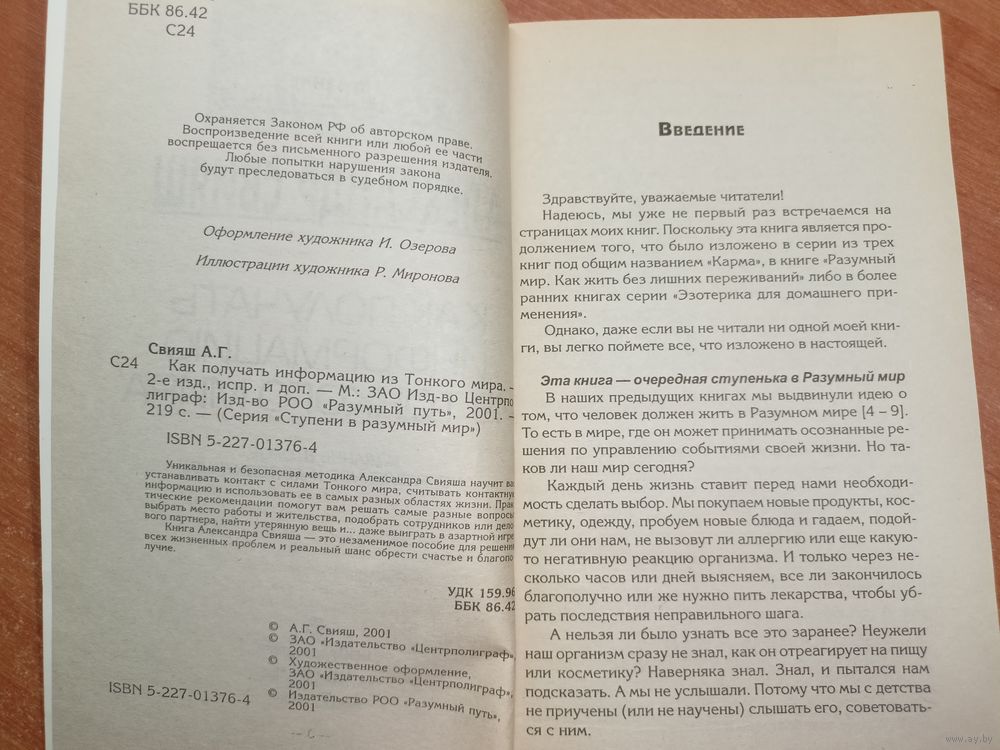 ББК 86.42
С24
Охраняется Законом РФ об авторском праве.
Воспроизведение всей книги или любой ее части
воспрещается без письменного разрешения издателя.
Любые попытки нарушения закона
будут преследоваться в судебном порядке.
Оформление художника И. Озерова
Иллюстрации художника Р. Миронова
Свияш А.Г.
С24
Как получать информацию из Тонкого мира. –
2-е изд., испр. и доп. — М.: ЗАО Изд-во Центрпо
лиграф: Изд-во РОО «Разумный путь», 2001. –
219 с. — (Серия «Ступени в разумный мир»)
ISBN 5-227-01376-4
Уникальная и безопасная методика Александра Свияша научит ва
устанавливать контакт с силами Тонкого мира, считывать контактную
информацию и использовать ее в самых разных областях жизни. Прак
тические рекомендации помогут вам решать самые разные вопросы
выбрать место работы и жительства, подобрать сотрудников или дело
вого партнера, найти утерянную вещь и... даже выиграть в азартной игре
Книга Александра Свияша — это незаменимое пособие для решени
всех жизненных проблем и реальный шанс обрести счастье и благопо
лучие.
УДК 159.96
ББК 86.42
© А.Г. Свияш, 2001
© ЗАО «Издательство «Центрполиграф»,
2001
© Художественное оформление,
ЗАО «Издательство «Центрполиграф»,
2001
ISBN 5-227-01376-4
© Издательство РОО «Разумный путь»,
2001
Введение
Здравствуйте, уважаемые читатели!
Надеюсь, мы уже не первый раз встречаемся на
страницах моих книг. Поскольку эта книга является про-
должением того, что было изложено в серии из трех
книг под общим названием «Карма», в книге «Разумный
мир. Как жить без лишних переживаний» либо в более
ранних книгах серии «Эзотерика для домашнего при-
менения».
Однако, даже если вы не читали ни одной моей кни-
ги, вы легко поймете все, что изложено в настоящей.
Эта книга — очередная ступенька в Разумный мир
В наших предыдущих книгах мы выдвинули идею о
том, что человек должен жить в Разумном мире [4 – 9].
То есть в мире, где он может принимать осознанные ре-
шения по управлению событиями своей жизни. Но та-
ков ли наш мир сегодня?
Каждый день жизнь ставит перед нами необходи-
мость сделать выбор. Мы покупаем новые продукты, кос-
метику, одежду, пробуем новые блюда и гадаем, подой-
дут ли они нам, не вызовут ли аллергию или еще какую-
то негативную реакцию организма. И только через не-
сколько часов или дней выясняем, все ли закончилось
благополучно или же нужно пить лекарства, чтобы уб-
рать последствия неправильного шага.
А нельзя ли было узнать все это заранее? Неужели
наш организм сразу не знал, как он отреагирует на пищу
или косметику? Наверняка знал. Знал, и пытался нам
подсказать. А мы не услышали. Потому что мы с детства
не приучены (или не научены) слышать его, советовать-
ся с ним.
www.ay.by